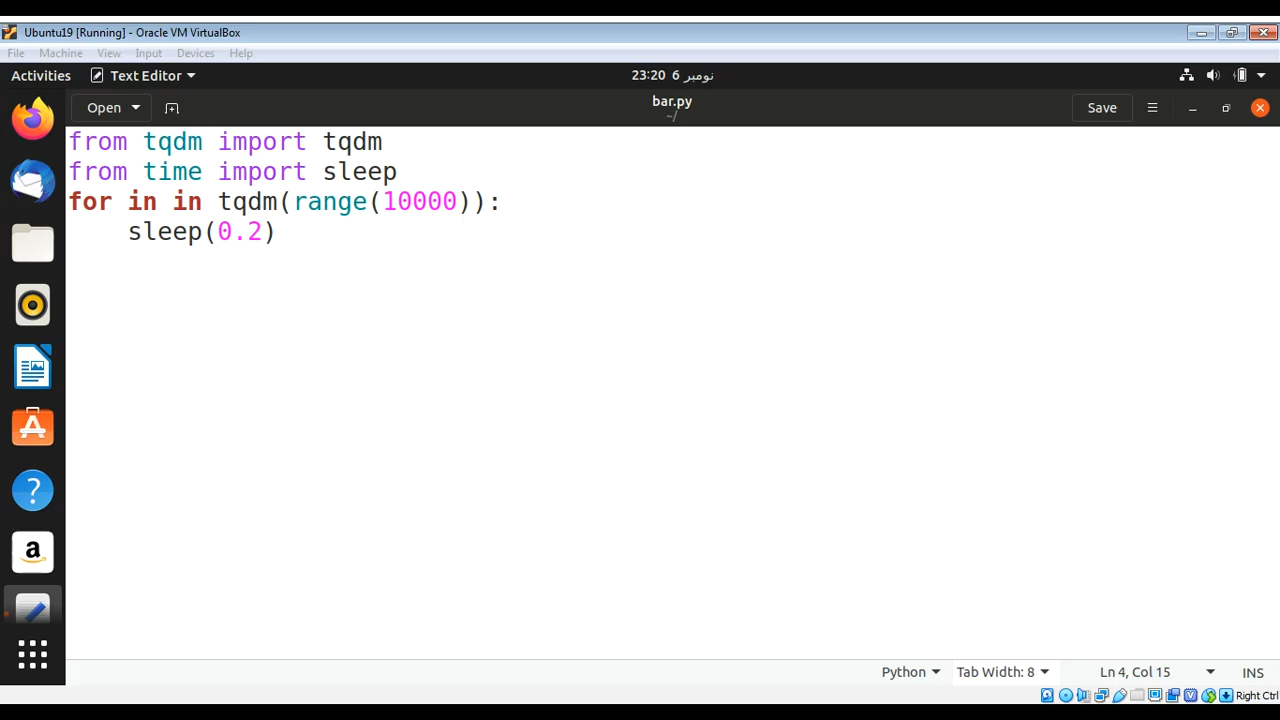 Ubuntu19 [Running] - Oracle VM VirtualBox
File Machine View Input Devices Help
Activities Text Editor 23:20 6 نومبر
Open bar.py Save
~/
from tqdm import tqdm
from time import sleep
for in in tqdm(range(10000)):
    sleep(0.2)
Python Tab Width: 8 Ln 4, Col 15 INS
Right Ctrl